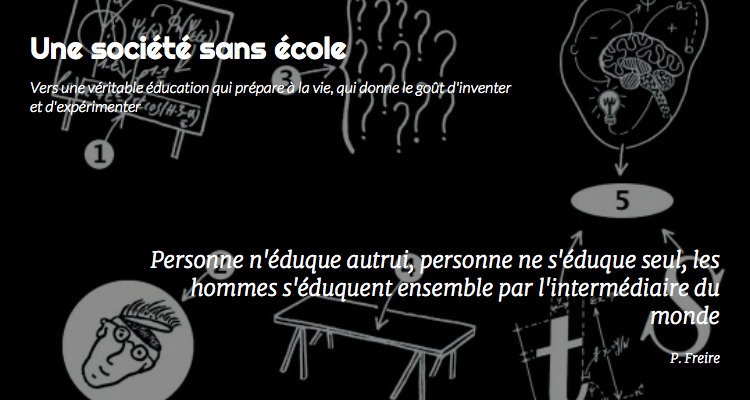 Une société sans école
Vers une véritable éducation qui prépare à la vie, qui donne le goût d'inventer
et d'expérimenter
3
1
5
2
Personne n'éduque autrui, personne ne s'éduque seul, les
hommes s'éduquent ensemble par l'intermédiaire du
monde
P. Freire
t
S